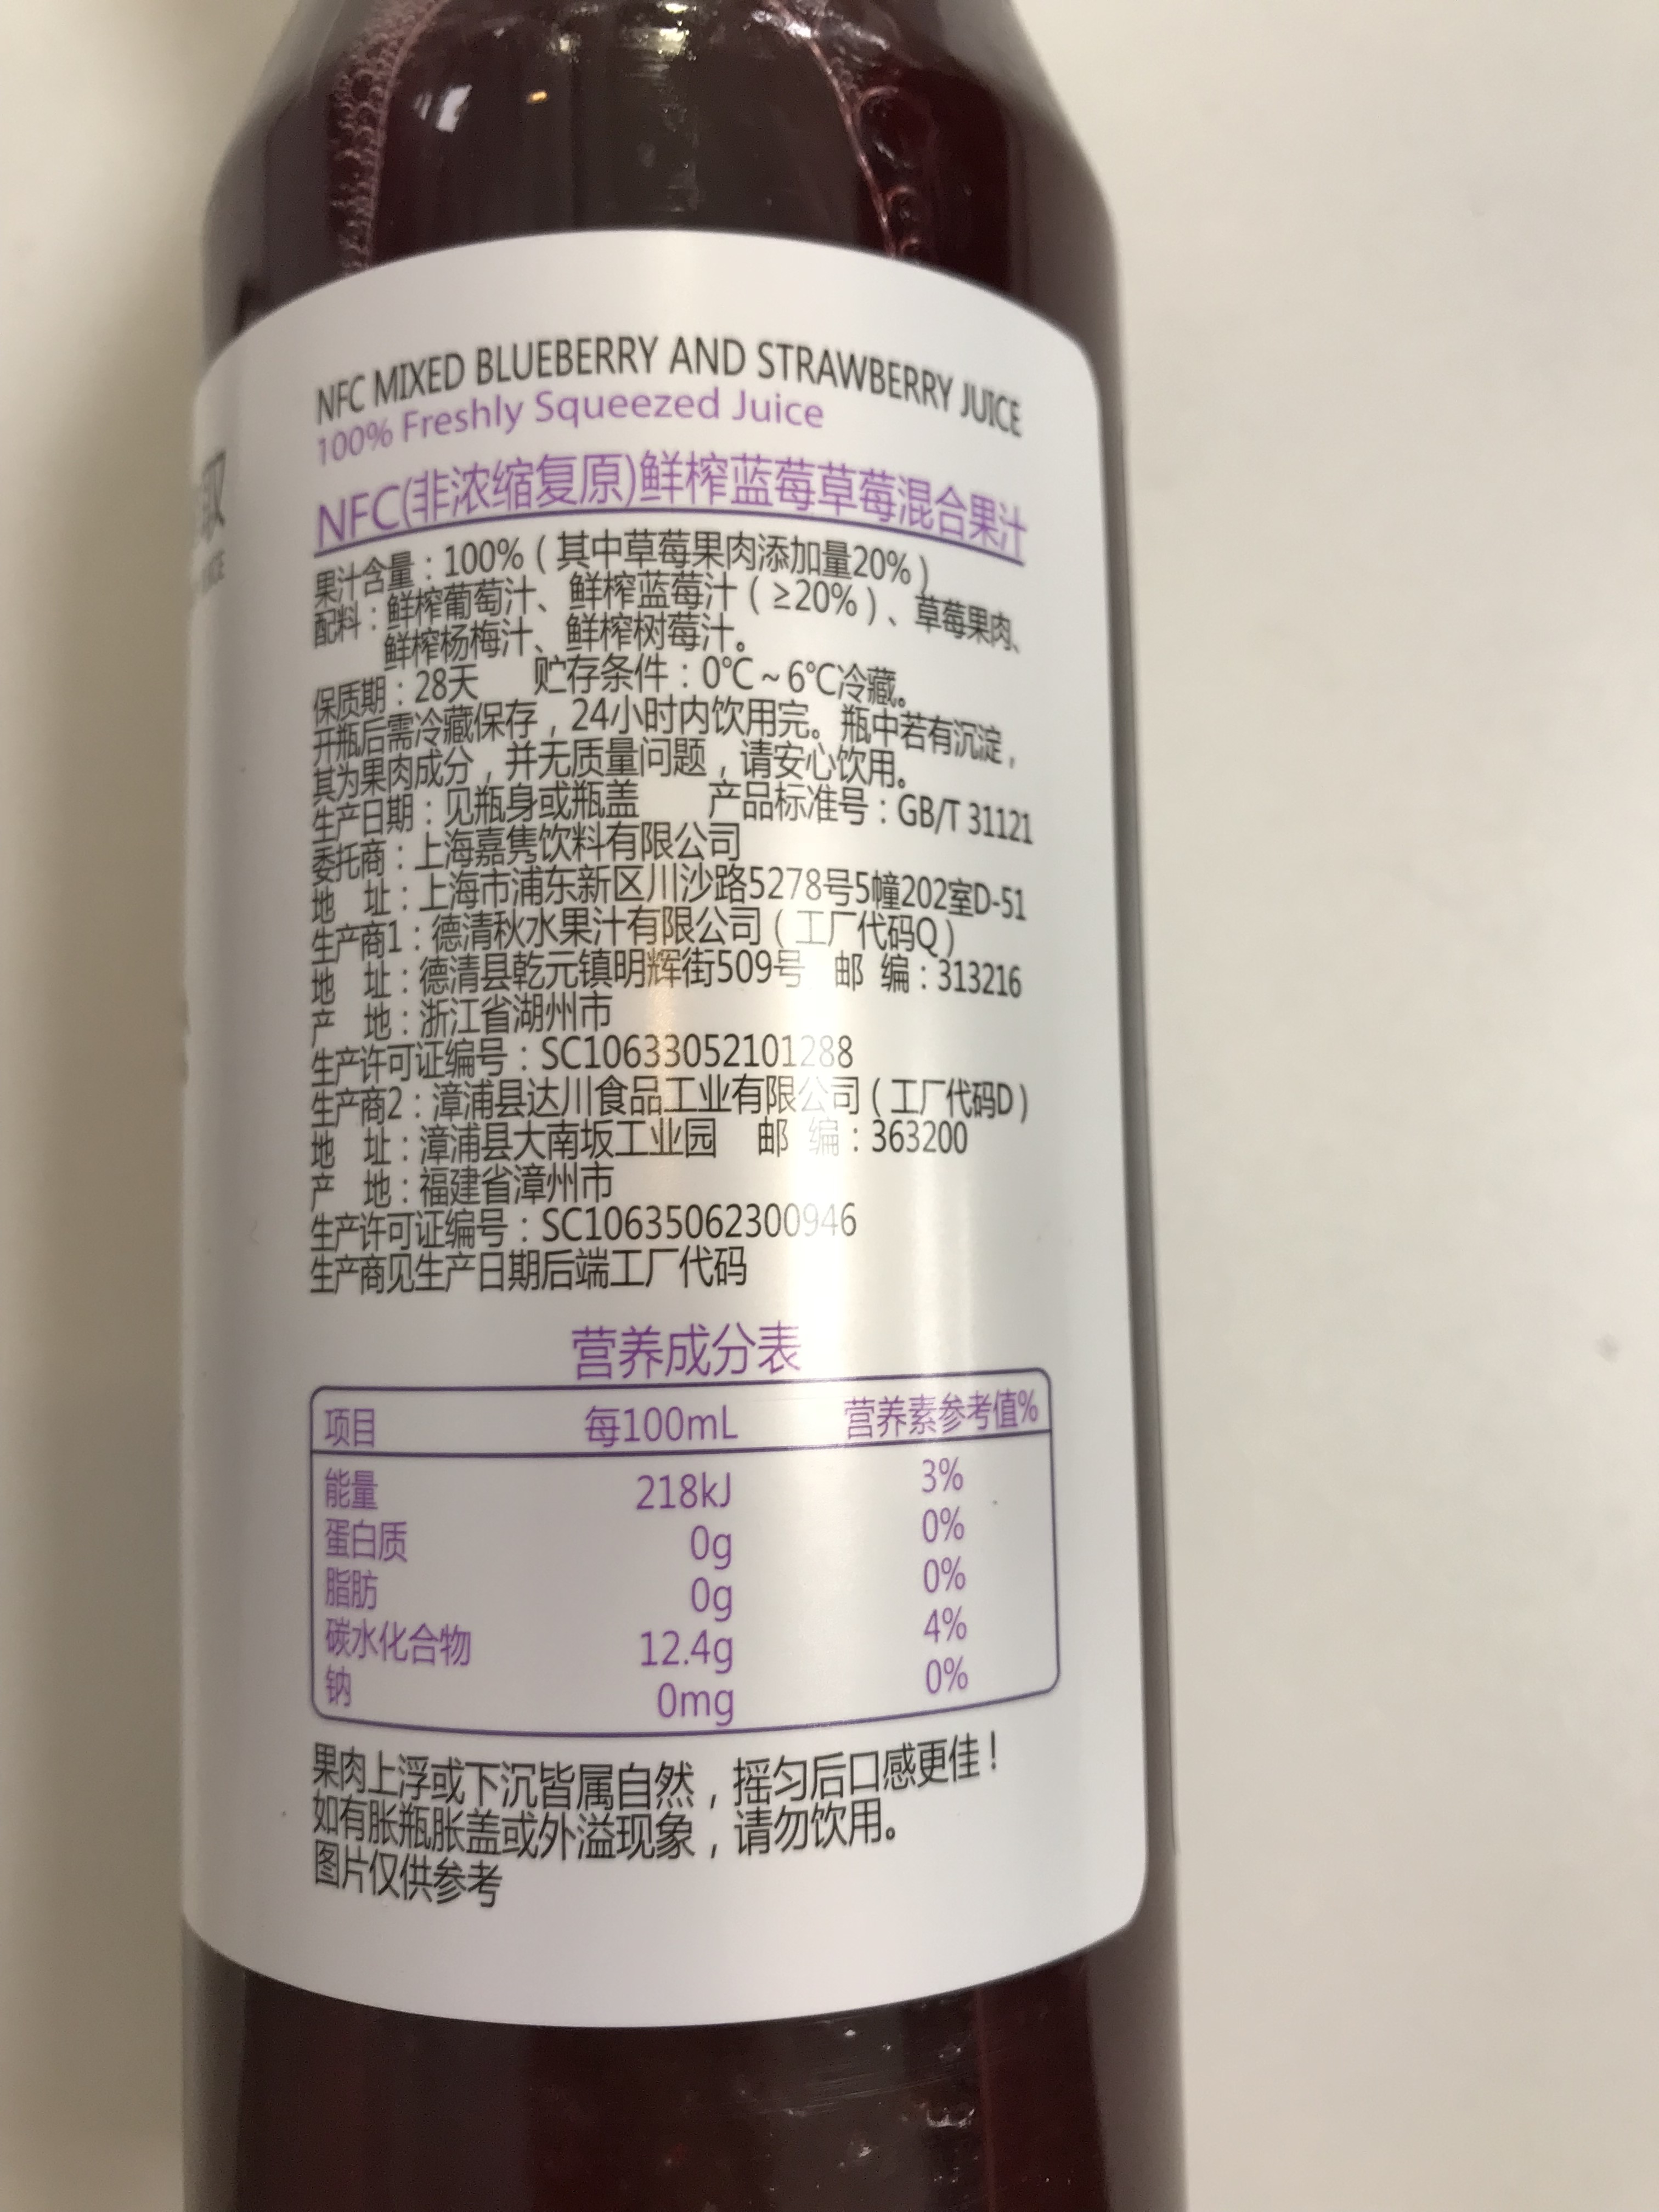 取
NFC MIXED BLUEBERRY AND STRAWBERRY JUICE
100% Freshly Squeezed Juice
NFC(非浓缩复原)鲜榨蓝莓草莓混合果汁
果汁含量：100%（其中草莓果肉添加量20%）
配料：鲜榨葡萄汁、鲜榨蓝莓汁（≥20%）、草莓果肉、
鲜榨杨梅汁、鲜榨树莓汁。
保质期：28天 贮存条件：0℃~6℃冷藏。
开瓶后需冷藏保存，24小时内饮用完。瓶中若有沉淀，
其为果肉成分，并无质量问题，请安心饮用。
生产日期：见瓶身或瓶盖 产品标准号：GB/T 31121
委托商：上海嘉隽饮料有限公司
地 址：上海市浦东新区川沙路5278号5幢202室D-51
生产商1：德清秋水果汁有限公司（工厂代码Q）
地 址：德清县乾元镇明辉街509号 邮 编：313216
产 地：浙江省湖州市
生产许可证编号：SC10633052101288
生产商2：漳浦县达川食品工业有限公司（工厂代码D）
地 址：漳浦县大南坂工业园 邮 编：363200
产 地：福建省漳州市
生产许可证编号：SC10635062300946
生产商见生产日期后端工厂代码
营养成分表
项目 每100mL 营养素参考值%
能量 218kJ 3%
蛋白质 0g 0%
脂肪 0g 0%
碳水化合物 12.4g 4%
钠 0mg 0%
果肉上浮或下沉皆属自然，摇匀后口感更佳！
如有胀瓶胀盖或外溢现象，请勿饮用。
图片仅供参考